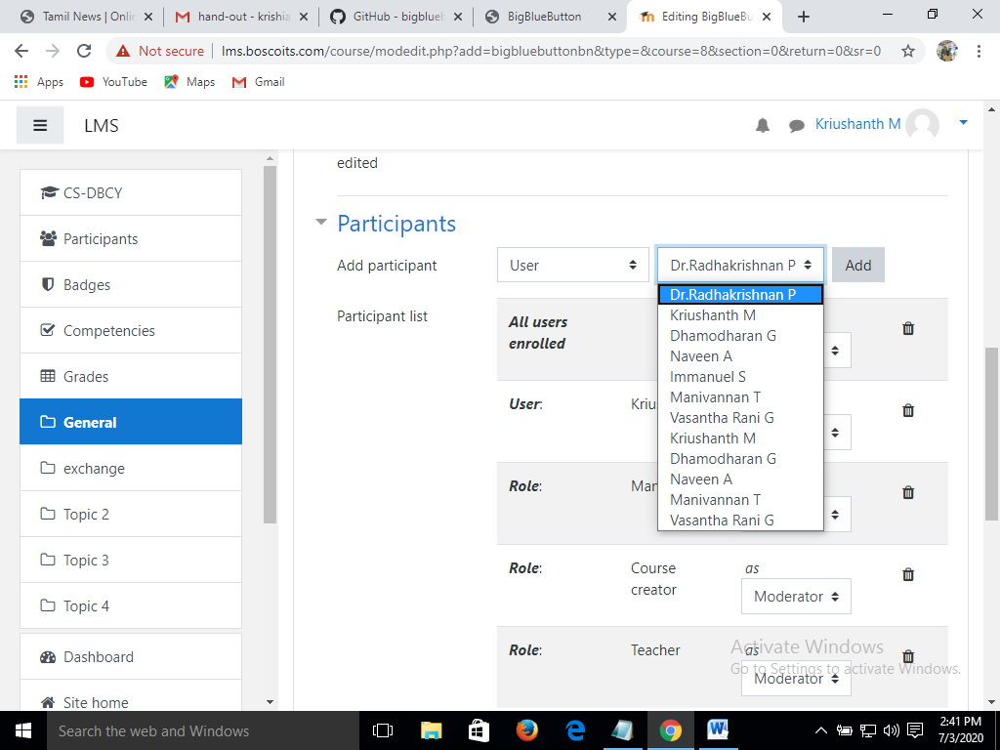 Tamil News | Onlin
hand-out - krishia
GitHub - bigblueb
BigBlueButton
Editing BigBlueBu
Not secure
lms.boscoits.com/course/modedit.php?add=bigbluebuttonbn&type=&course=8&section=0&return=0&sr=0
Apps
YouTube
Maps
Gmail
LMS
Kriushanth M
edited
CS-DBCY
Participants
Badges
Competencies
Grades
General
exchange
Topic 2
Topic 3
Topic 4
Dashboard
Site home
Participants
Add participant
User
Dr.Radhakrishnan P
Add
Dr.Radhakrishnan P
Kriushanth M
Dhamodharan G
Naveen A
Immanuel S
Manivannan T
Vasantha Rani G
Kriushanth M
Dhamodharan G
Naveen A
Manivannan T
Vasantha Rani G
Participant list
All users
enrolled
User:
Kriu
Role:
Man
Role:
Course
creator
as
Moderator
Role:
Teacher
as
Moderator
Activate Windows
Go to Settings to activate Windows.
Search the web and Windows
2:41 PM
7/3/2020